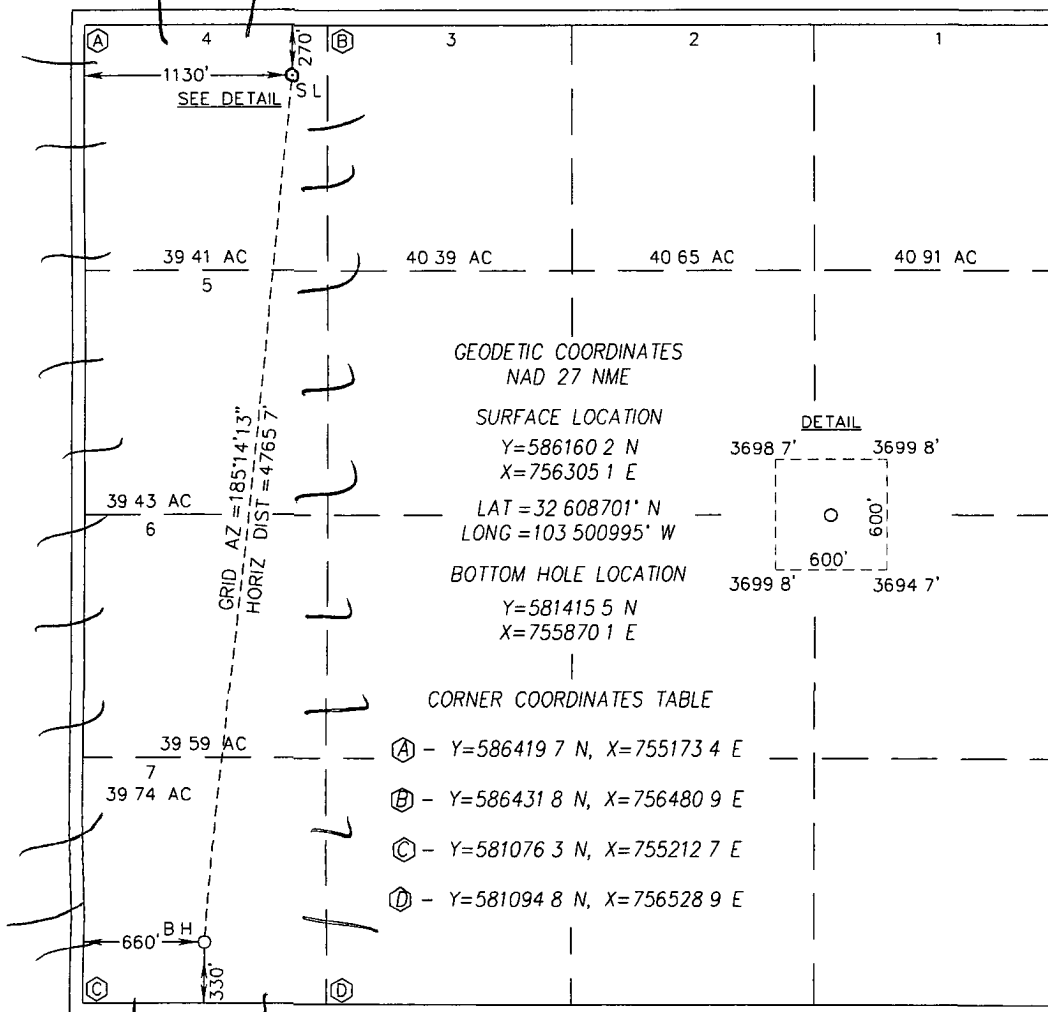 A 4 B 3 2 1
270'
1130'
S L
SEE DETAIL
39 41 AC 40 39 AC 40 65 AC 40 91 AC
5
GEODETIC COORDINATES
NAD 27 NME
SURFACE LOCATION
Y=586160 2 N
X=756305 1 E
LAT =32 608701° N
LONG =103 500995° W
BOTTOM HOLE LOCATION
Y=581415 5 N
X=755870 1 E
DETAIL
3698 7' 3699 8'
600'
600'
3699 8' 3694 7'
GRID AZ =185°14'13"
HORIZ DIST =4765 7'
39 43 AC
6
CORNER COORDINATES TABLE
A - Y=586419 7 N, X=755173 4 E
B - Y=586431 8 N, X=756480 9 E
C - Y=581076 3 N, X=755212 7 E
D - Y=581094 8 N, X=756528 9 E
39 59 AC
7
39 74 AC
B H
660'
330'
C D